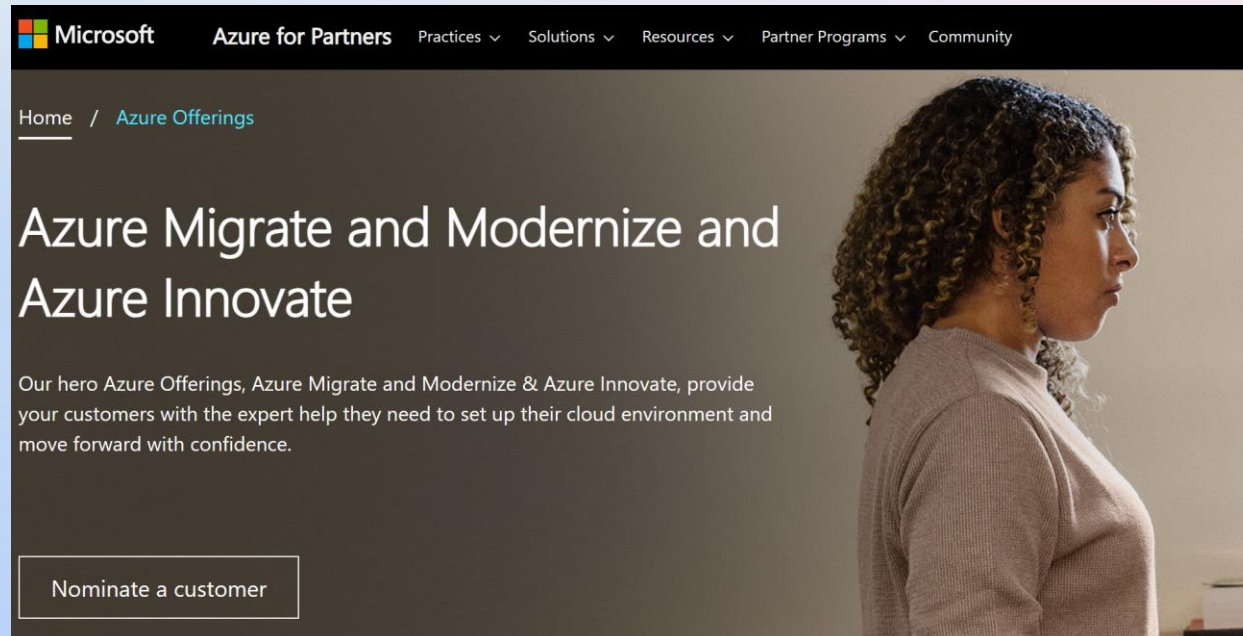 Microsoft Azure for Partners Practices Solutions Resources Partner Programs Community
Home / Azure Offerings
Azure Migrate and Modernize and
Azure Innovate
Our hero Azure Offerings, Azure Migrate and Modernize & Azure Innovate, provide
your customers with the expert help they need to set up their cloud environment and
move forward with confidence.
Nominate a customer